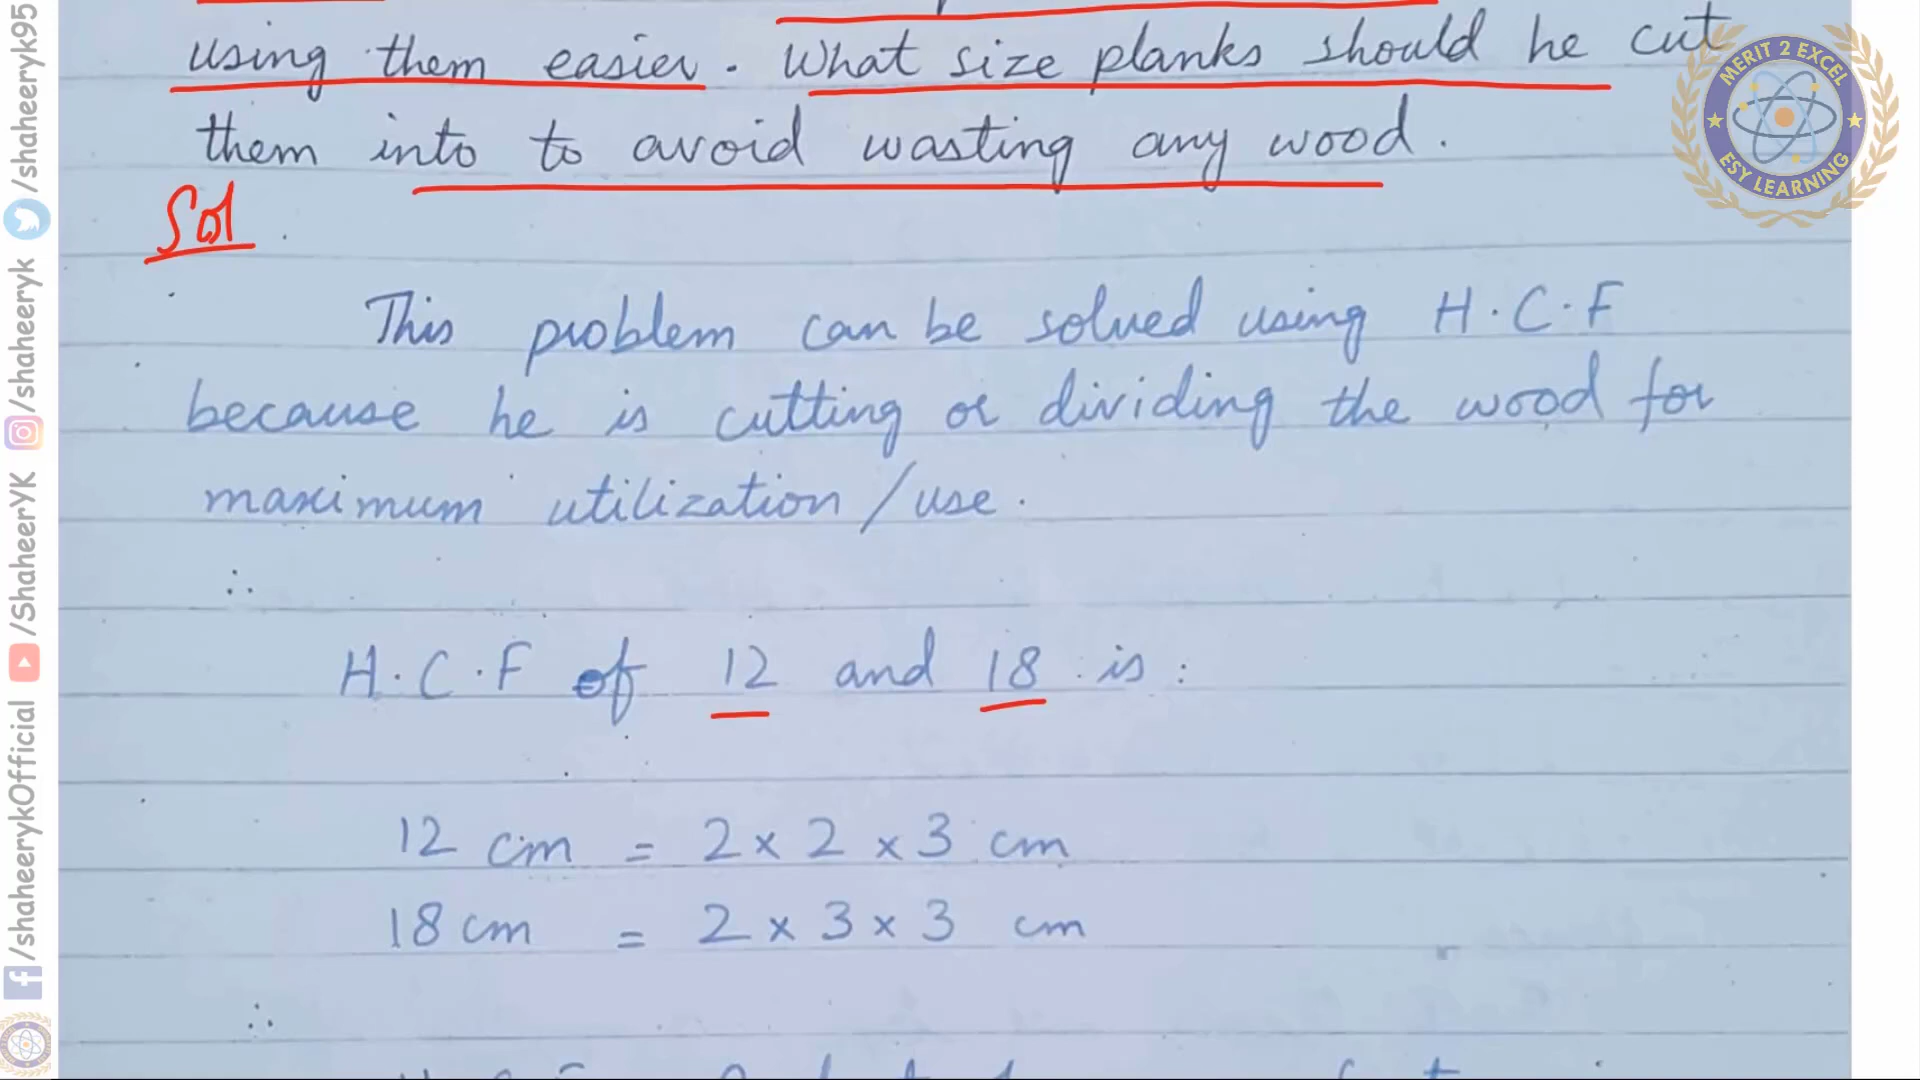 using them easier. What size planks should he cut
them into to avoid wasting any wood.
Sol
This problem can be solved using H.C.F
because he is cutting or dividing the wood for
maximum utilization/use.
∴
H.C.F of 12 and 18 is:
12 cm = 2 x 2 x 3 cm
18 cm = 2 x 3 x 3 cm
∴
MERIT 2 EXCEL
ESY LEARNING
/shaheeryk95
/shaheeryk
/ShaheerYK
/shaheerykOfficial